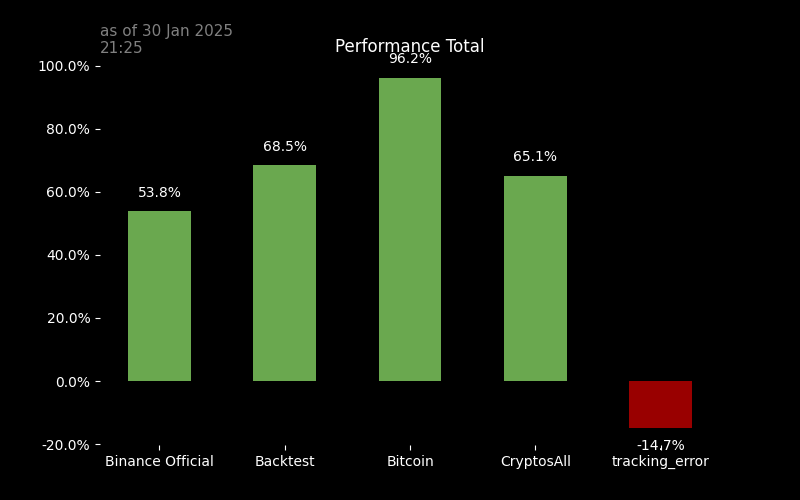 as of 30 Jan 2025
21:25
Performance Total
100.0%
80.0%
60.0%
40.0%
20.0%
0.0%
-20.0%
53.8%
68.5%
96.2%
65.1%
-14.7%
Binance Official
Backtest
Bitcoin
CryptosAll
tracking_error